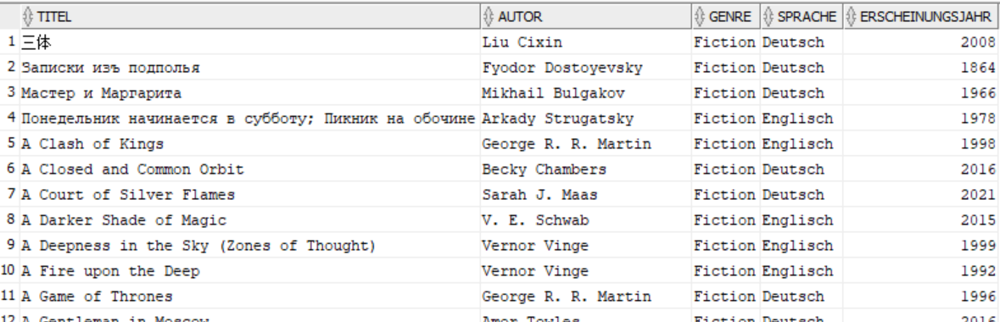 TITEL AUTOR GENRE SPRACHE ERSCHEINUNGSJAHR
1 三体 Liu Cixin Fiction Deutsch 2008
2 Записки изъ подполья Fyodor Dostoyevsky Fiction Deutsch 1864
3 Мастер и Маргарита Mikhail Bulgakov Fiction Deutsch 1966
4 Понедельник начинается в субботу; Пикник на обочине Arkady Strugatsky Fiction Englisch 1978
5 A Clash of Kings George R. R. Martin Fiction Englisch 1998
6 A Closed and Common Orbit Becky Chambers Fiction Deutsch 2016
7 A Court of Silver Flames Sarah J. Maas Fiction Deutsch 2021
8 A Darker Shade of Magic V. E. Schwab Fiction Englisch 2015
9 A Deepness in the Sky (Zones of Thought) Vernor Vinge Fiction Englisch 1999
10 A Fire upon the Deep Vernor Vinge Fiction Englisch 1992
11 A Game of Thrones George R. R. Martin Fiction Deutsch 1996
12 A Gentleman in Moscow Amor Towles Fiction Deutsch 2016